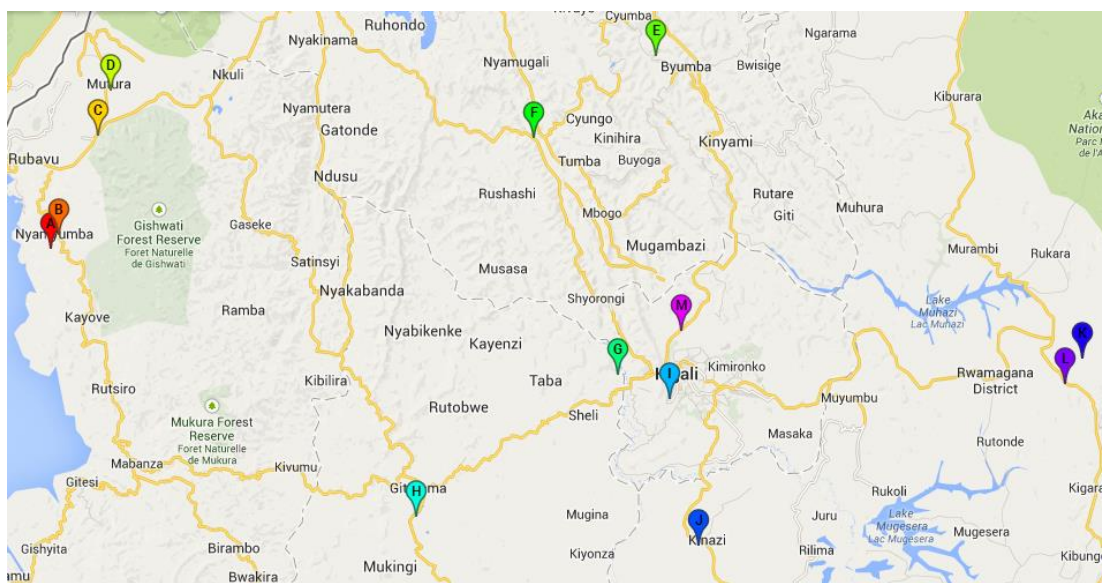 Ruhondo
Cyumba
Ngarama
Nyakinama
E
Nyamugali
Byumba
Bwisige
D
Mutura
Nkuli
Kiburara
Nyamutera
C
Gatonde
F
Cyungo
Kinihira
Kinyami
Rubavu
Tumba
Buyoga
Ndusu
Rushashi
Rutare
B
A
Gishwati
Forest Reserve
Foret Naturelle
de Gishwati
Gaseke
Mbogo
Giti
Muhura
Mugambazi
Murambi
Rukara
Satinsyi
Musasa
Nyakabanda
Shyorongi
M
Lake
Muhazi
Lac Muhazi
Kayove
Ramba
Nyabikenke
Kayenzi
G
K
Kibilira
Taba
I
Kimironko
L
Rwamagana
District
Rutsiro
Rutobwe
Sheli
Muyumbu
Mukura Forest
Reserve
Foret Naturelle
de Mukura
Masaka
Rutonde
Mabanza
Kivumu
Gitesi
H
Rukoli
Kigara
Mugina
J
Kinazi
Juru
Lake
Mugesera
Lac Mugesera
Mugesera
Gishyita
Birambo
Kiyonza
Rilima
Kibungo
Mukingi
Bwakira